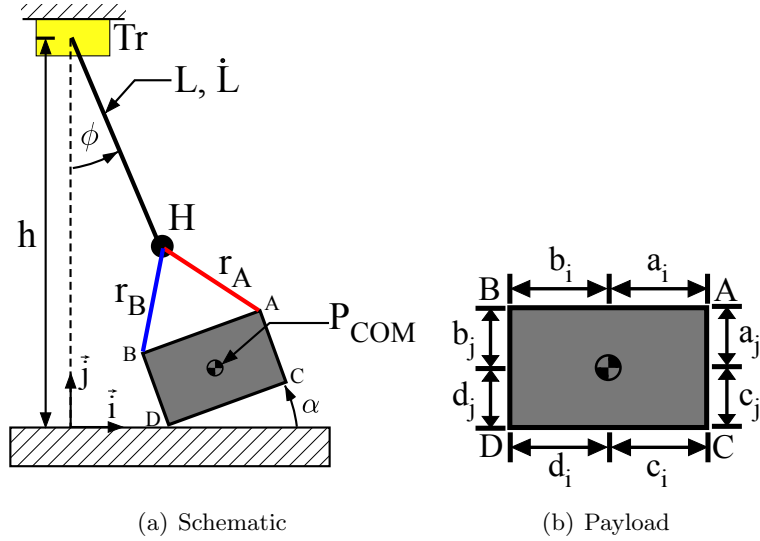 Tr
L, L̇
ϕ
H
h
r_A
r_B
A
P_COM
B
C
j⃗
i⃗
α
D
b_i a_i
B A
b_j a_j
d_j c_j
D C
d_i c_i
(a) Schematic
(b) Payload